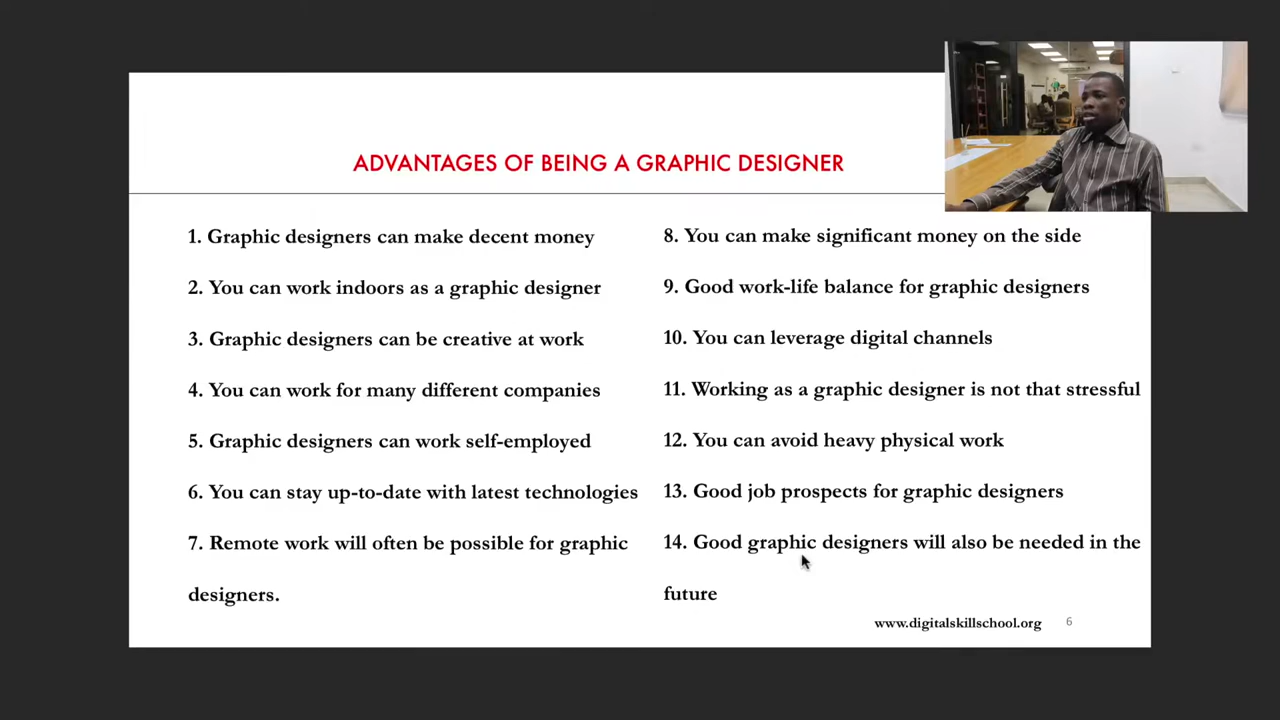 ADVANTAGES OF BEING A GRAPHIC DESIGNER
1. Graphic designers can make decent money
2. You can work indoors as a graphic designer
3. Graphic designers can be creative at work
4. You can work for many different companies
5. Graphic designers can work self-employed
6. You can stay up-to-date with latest technologies
7. Remote work will often be possible for graphic
designers.
8. You can make significant money on the side
9. Good work-life balance for graphic designers
10. You can leverage digital channels
11. Working as a graphic designer is not that stressful
12. You can avoid heavy physical work
13. Good job prospects for graphic designers
14. Good graphic designers will also be needed in the
future
www.digitalskillschool.org
6